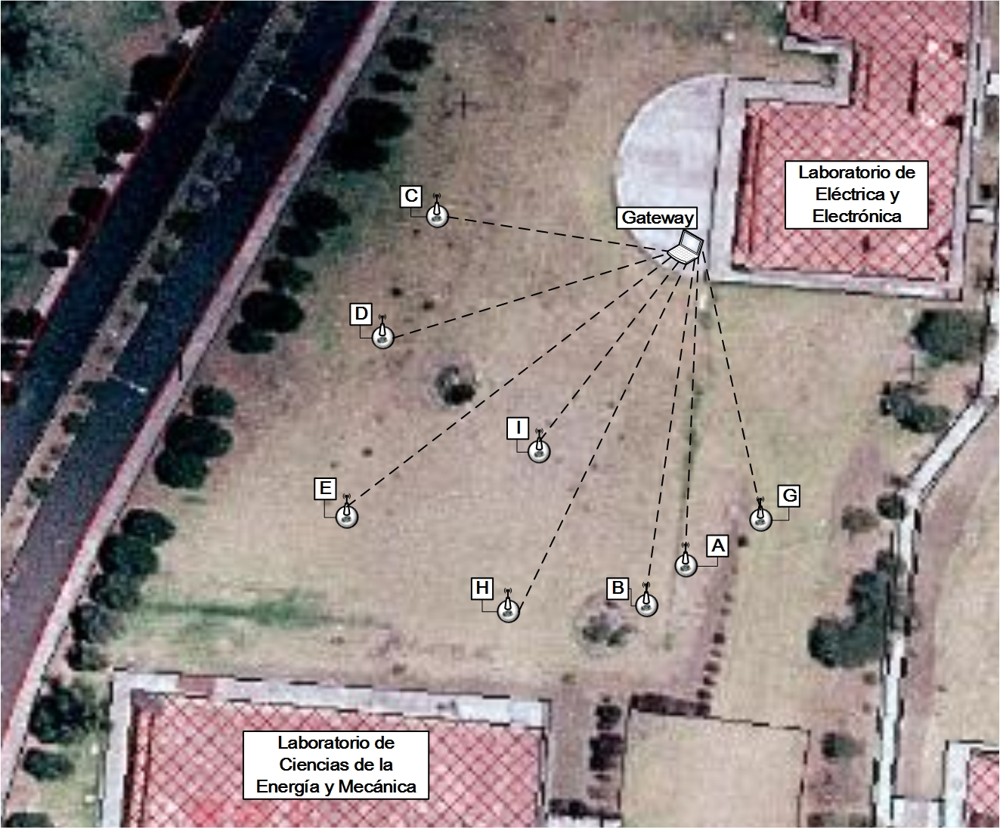 Laboratorio de
Eléctrica y
Electrónica
C
Gateway
D
I
E
G
A
H
B
Laboratorio de
Ciencias de la
Energía y Mecánica